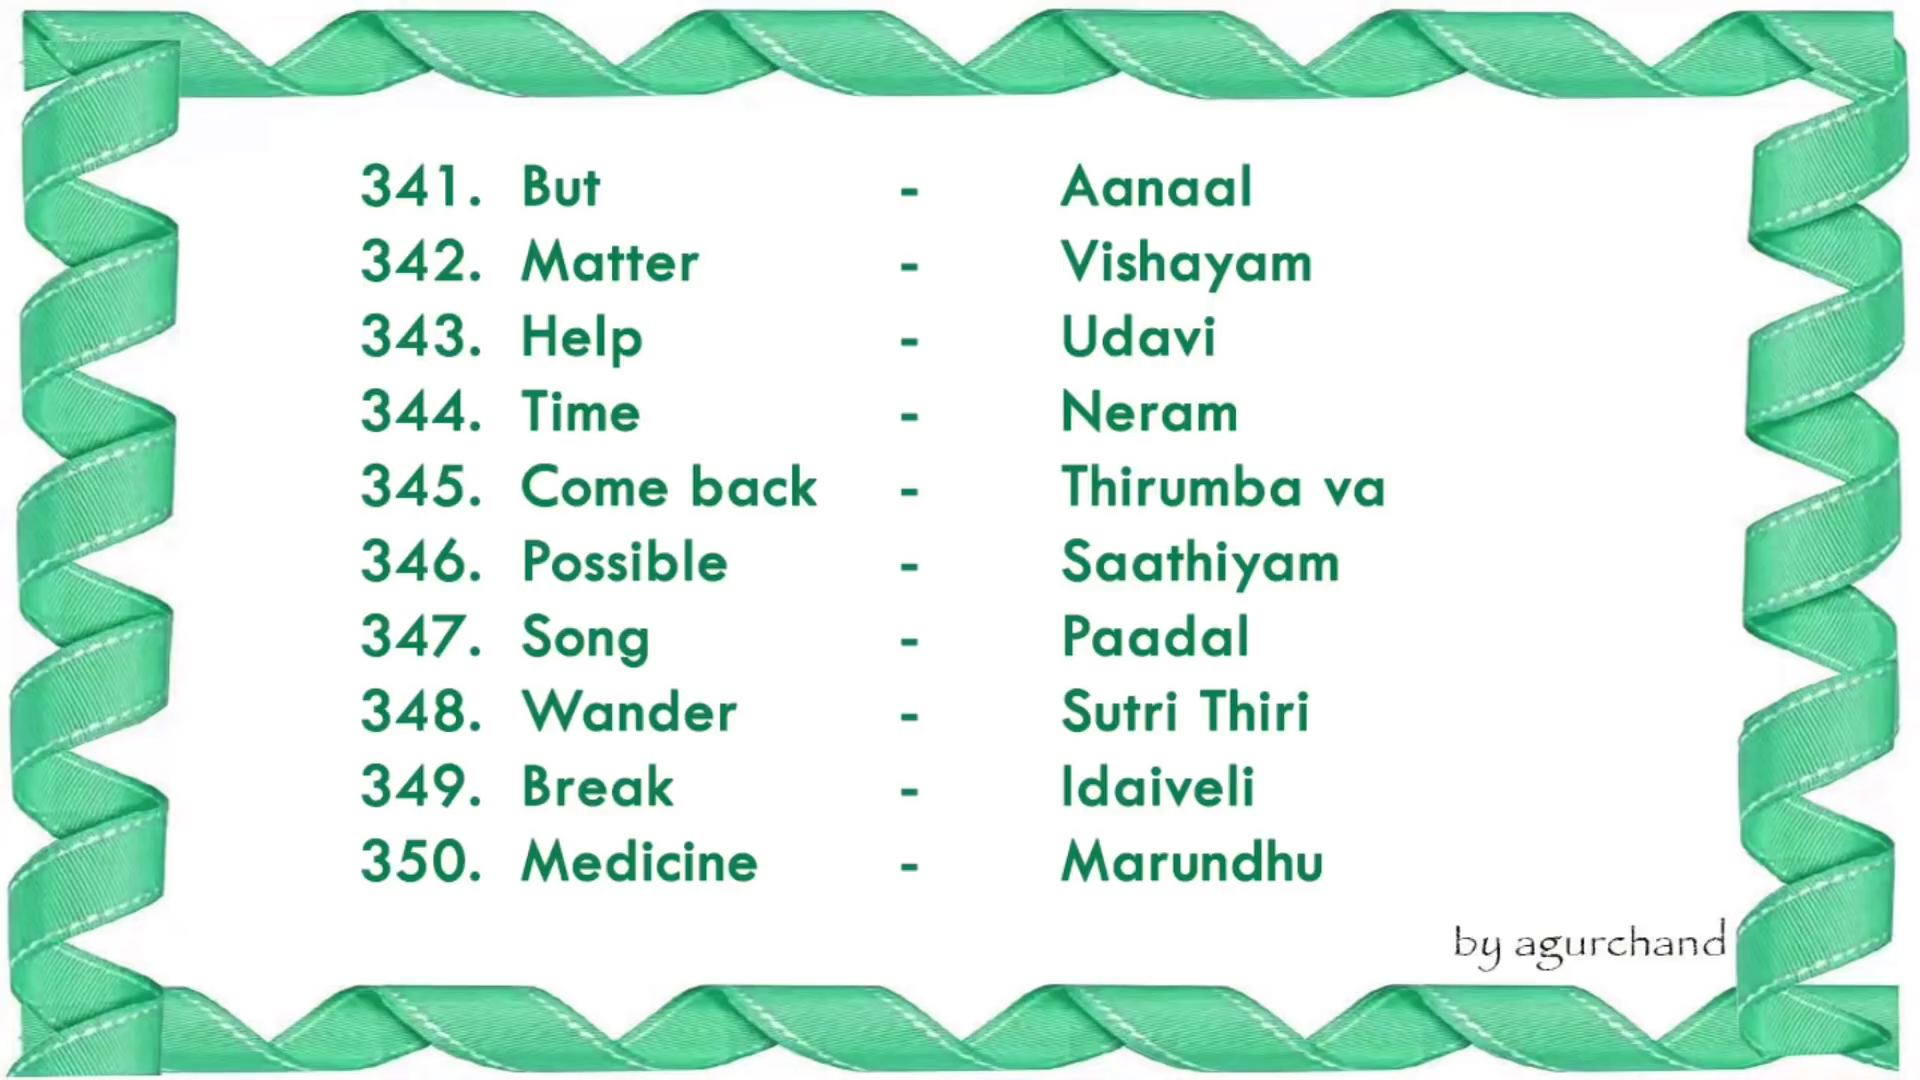 341. But - Aanaal
342. Matter - Vishayam
343. Help - Udavi
344. Time - Neram
345. Come back - Thirumba va
346. Possible - Saathiyam
347. Song - Paadal
348. Wander - Sutri Thiri
349. Break - Idaiveli
350. Medicine - Marundhu
by agurchand